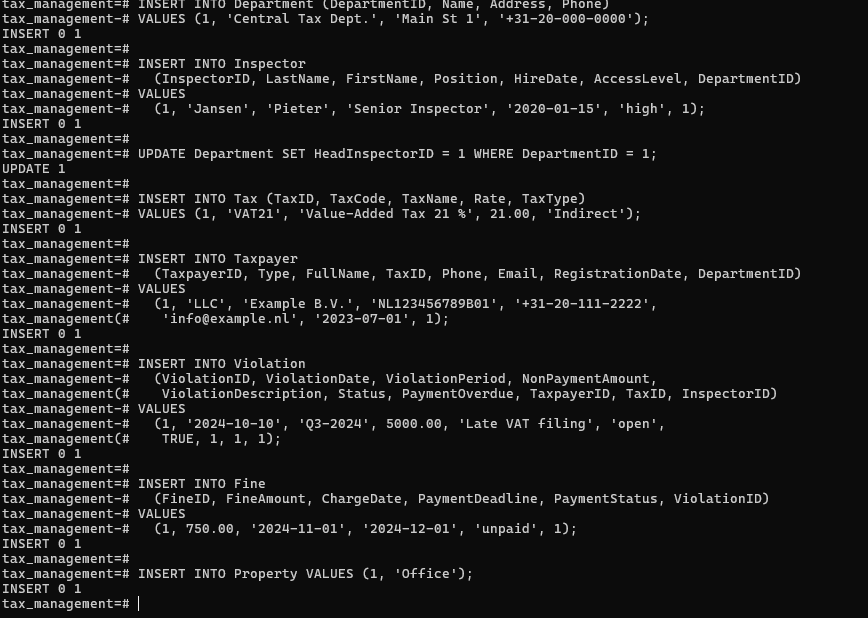 tax_management=# INSERT INTO Department (DepartmentID, Name, Address, Phone)
tax_management-# VALUES (1, 'Central Tax Dept.', 'Main St 1', '+31-20-000-0000');
INSERT 0 1
tax_management=#
tax_management=# INSERT INTO Inspector
tax_management-#   (InspectorID, LastName, FirstName, Position, HireDate, AccessLevel, DepartmentID)
tax_management-# VALUES
tax_management-#   (1, 'Jansen', 'Pieter', 'Senior Inspector', '2020-01-15', 'high', 1);
INSERT 0 1
tax_management=#
tax_management=# UPDATE Department SET HeadInspectorID = 1 WHERE DepartmentID = 1;
UPDATE 1
tax_management=#
tax_management=# INSERT INTO Tax (TaxID, TaxCode, TaxName, Rate, TaxType)
tax_management-# VALUES (1, 'VAT21', 'Value-Added Tax 21 %', 21.00, 'Indirect');
INSERT 0 1
tax_management=#
tax_management=# INSERT INTO Taxpayer
tax_management-#   (TaxpayerID, Type, FullName, TaxID, Phone, Email, RegistrationDate, DepartmentID)
tax_management-# VALUES
tax_management-#   (1, 'LLC', 'Example B.V.', 'NL123456789B01', '+31-20-111-2222',
tax_management(#    'info@example.nl', '2023-07-01', 1);
INSERT 0 1
tax_management=#
tax_management=# INSERT INTO Violation
tax_management-#   (ViolationID, ViolationDate, ViolationPeriod, NonPaymentAmount,
tax_management(#    ViolationDescription, Status, PaymentOverdue, TaxpayerID, TaxID, InspectorID)
tax_management-# VALUES
tax_management-#   (1, '2024-10-10', 'Q3-2024', 5000.00, 'Late VAT filing', 'open',
tax_management(#    TRUE, 1, 1, 1);
INSERT 0 1
tax_management=#
tax_management=# INSERT INTO Fine
tax_management-#   (FineID, FineAmount, ChargeDate, PaymentDeadline, PaymentStatus, ViolationID)
tax_management-# VALUES
tax_management-#   (1, 750.00, '2024-11-01', '2024-12-01', 'unpaid', 1);
INSERT 0 1
tax_management=#
tax_management=# INSERT INTO Property VALUES (1, 'Office');
INSERT 0 1
tax_management=#